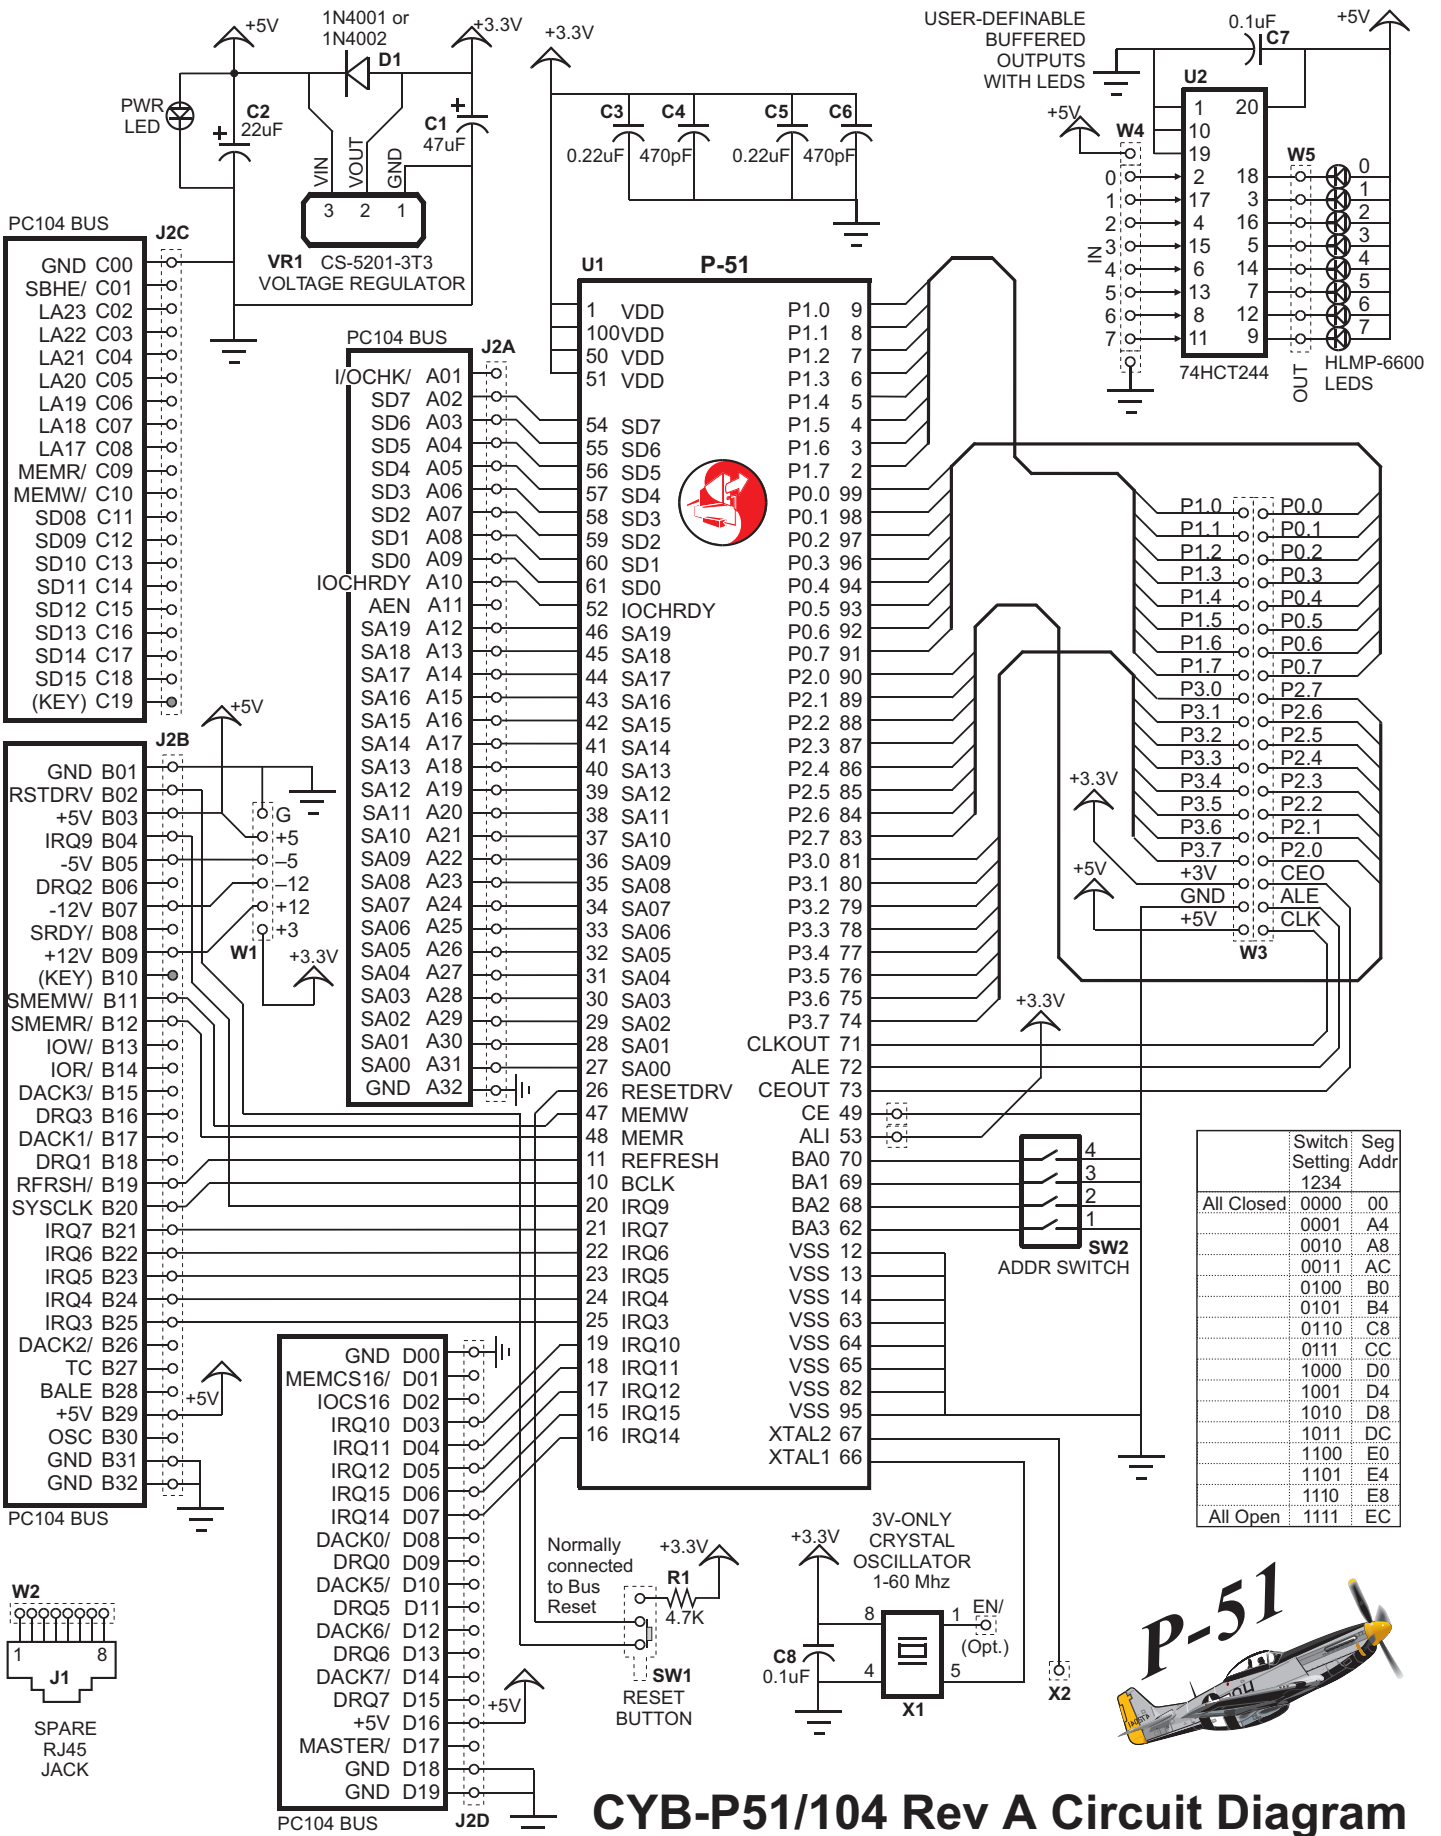 +5V
1N4001 or
1N4002
D1
+3.3V
PWR
LED
C2
22uF
C1
47uF
VIN
VOUT
GND
3 2 1
VR1 CS-5201-3T3
VOLTAGE REGULATOR
+3.3V
C3
0.22uF
C4
470pF
C5
0.22uF
C6
470pF
USER-DEFINABLE
BUFFERED
OUTPUTS
WITH LEDS
0.1uF
C7
+5V
U2
+5V
W4
W5
1 20
10
19
0 2 18 0
1 17 3 1
2 4 16 2
3 15 5 3
4 6 14 4
5 13 7 5
6 8 12 6
7 11 9 7
IN
OUT
74HCT244
HLMP-6600
LEDS
PC104 BUS
J2C
GND C00
SBHE/ C01
LA23 C02
LA22 C03
LA21 C04
LA20 C05
LA19 C06
LA18 C07
LA17 C08
MEMR/ C09
MEMW/ C10
SD08 C11
SD09 C12
SD10 C13
SD11 C14
SD12 C15
SD13 C16
SD14 C17
SD15 C18
(KEY) C19
+5V
J2B
GND B01
RSTDRV B02
+5V B03
IRQ9 B04
-5V B05
DRQ2 B06
-12V B07
SRDY/ B08
+12V B09
(KEY) B10
SMEMW/ B11
SMEMR/ B12
IOW/ B13
IOR/ B14
DACK3/ B15
DRQ3 B16
DACK1/ B17
DRQ1 B18
RFRSH/ B19
SYSCLK B20
IRQ7 B21
IRQ6 B22
IRQ5 B23
IRQ4 B24
IRQ3 B25
DACK2/ B26
TC B27
BALE B28
+5V B29
OSC B30
GND B31
GND B32
PC104 BUS
+5V
G
+5
–5
–12
+12
+3
W1
+3.3V
PC104 BUS
J2A
I/OCHK/ A01
SD7 A02
SD6 A03
SD5 A04
SD4 A05
SD3 A06
SD2 A07
SD1 A08
SD0 A09
IOCHRDY A10
AEN A11
SA19 A12
SA18 A13
SA17 A14
SA16 A15
SA15 A16
SA14 A17
SA13 A18
SA12 A19
SA11 A20
SA10 A21
SA09 A22
SA08 A23
SA07 A24
SA06 A25
SA05 A26
SA04 A27
SA03 A28
SA02 A29
SA01 A30
SA00 A31
GND A32
U1
P-51
1 VDD
100 VDD
50 VDD
51 VDD
54 SD7
55 SD6
56 SD5
57 SD4
58 SD3
59 SD2
60 SD1
61 SD0
52 IOCHRDY
46 SA19
45 SA18
44 SA17
43 SA16
42 SA15
41 SA14
40 SA13
39 SA12
38 SA11
37 SA10
36 SA09
35 SA08
34 SA07
33 SA06
32 SA05
31 SA04
30 SA03
29 SA02
28 SA01
27 SA00
26 RESETDRV
47 MEMW
48 MEMR
11 REFRESH
10 BCLK
20 IRQ9
21 IRQ7
22 IRQ6
23 IRQ5
24 IRQ4
25 IRQ3
19 IRQ10
18 IRQ11
17 IRQ12
15 IRQ15
16 IRQ14
P1.0 9
P1.1 8
P1.2 7
P1.3 6
P1.4 5
P1.5 4
P1.6 3
P1.7 2
P0.0 99
P0.1 98
P0.2 97
P0.3 96
P0.4 94
P0.5 93
P0.6 92
P0.7 91
P2.0 90
P2.1 89
P2.2 88
P2.3 87
P2.4 86
P2.5 85
P2.6 84
P2.7 83
P3.0 81
P3.1 80
P3.2 79
P3.3 78
P3.4 77
P3.5 76
P3.6 75
P3.7 74
CLKOUT 71
ALE 72
CEOUT 73
CE 49
ALI 53
BA0 70
BA1 69
BA2 68
BA3 62
VSS 12
VSS 13
VSS 14
VSS 63
VSS 64
VSS 65
VSS 82
VSS 95
XTAL2 67
XTAL1 66
P1.0 P0.0
P1.1 P0.1
P1.2 P0.2
P1.3 P0.3
P1.4 P0.4
P1.5 P0.5
P1.6 P0.6
P1.7 P0.7
P3.0 P2.7
P3.1 P2.6
P3.2 P2.5
P3.3 P2.4
P3.4 P2.3
P3.5 P2.2
P3.6 P2.1
P3.7 P2.0
+3V CEO
GND ALE
+5V CLK
W3
+3.3V
+5V
+3.3V
4
3
2
1
SW2
ADDR SWITCH
Switch Seg
Setting Addr
1234
All Closed 0000 00
0001 A4
0010 A8
0011 AC
0100 B0
0101 B4
0110 C8
0111 CC
1000 D0
1001 D4
1010 D8
1011 DC
1100 E0
1101 E4
1110 E8
All Open 1111 EC
GND D00
MEMCS16/ D01
IOCS16 D02
IRQ10 D03
IRQ11 D04
IRQ12 D05
IRQ15 D06
IRQ14 D07
DACK0/ D08
DRQ0 D09
DACK5/ D10
DRQ5 D11
DACK6/ D12
DRQ6 D13
DACK7/ D14
DRQ7 D15
+5V D16
MASTER/ D17
GND D18
GND D19
PC104 BUS
J2D
+5V
Normally
connected
to Bus
Reset
+3.3V
R1
4.7K
SW1
RESET
BUTTON
3V-ONLY
CRYSTAL
OSCILLATOR
1-60 Mhz
+3.3V
C8
0.1uF
8 1
4 5
EN/
(Opt.)
X1
X2
W2
1 8
J1
SPARE
RJ45
JACK
P-51
CYB-P51/104 Rev A Circuit Diagram